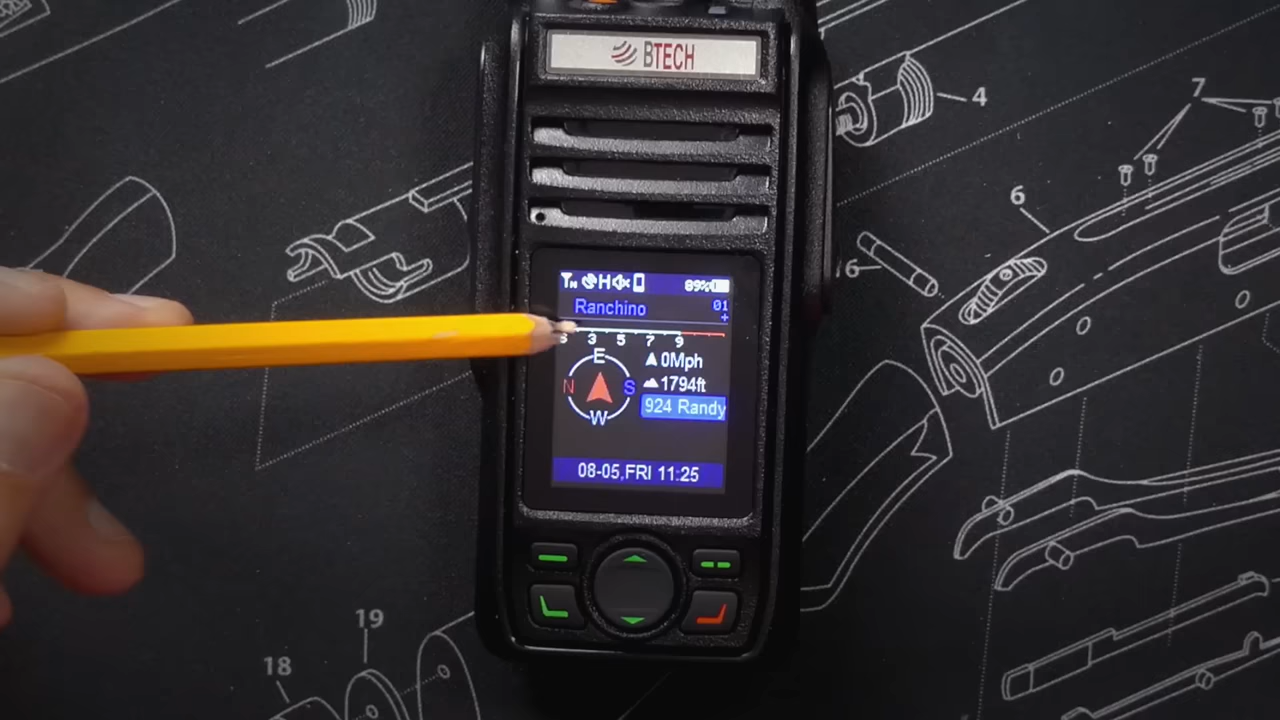 BTECH
H 89%
Ranchino 01
+
S 3 5 7 9
E
N S
W
0Mph
1794ft
924 Randy
08-05,FRI 11:25
4
7
6
16
19
18